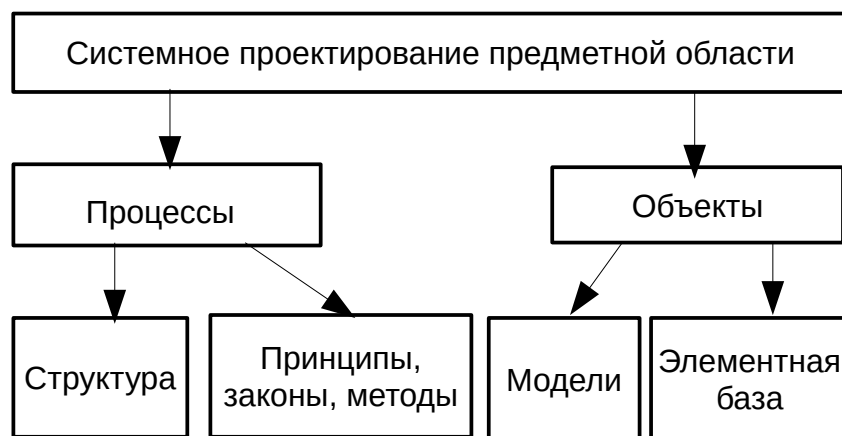 Системное проектирование предметной области
Процессы
Объекты
Структура
Принципы,
законы, методы
Модели
Элементная
база